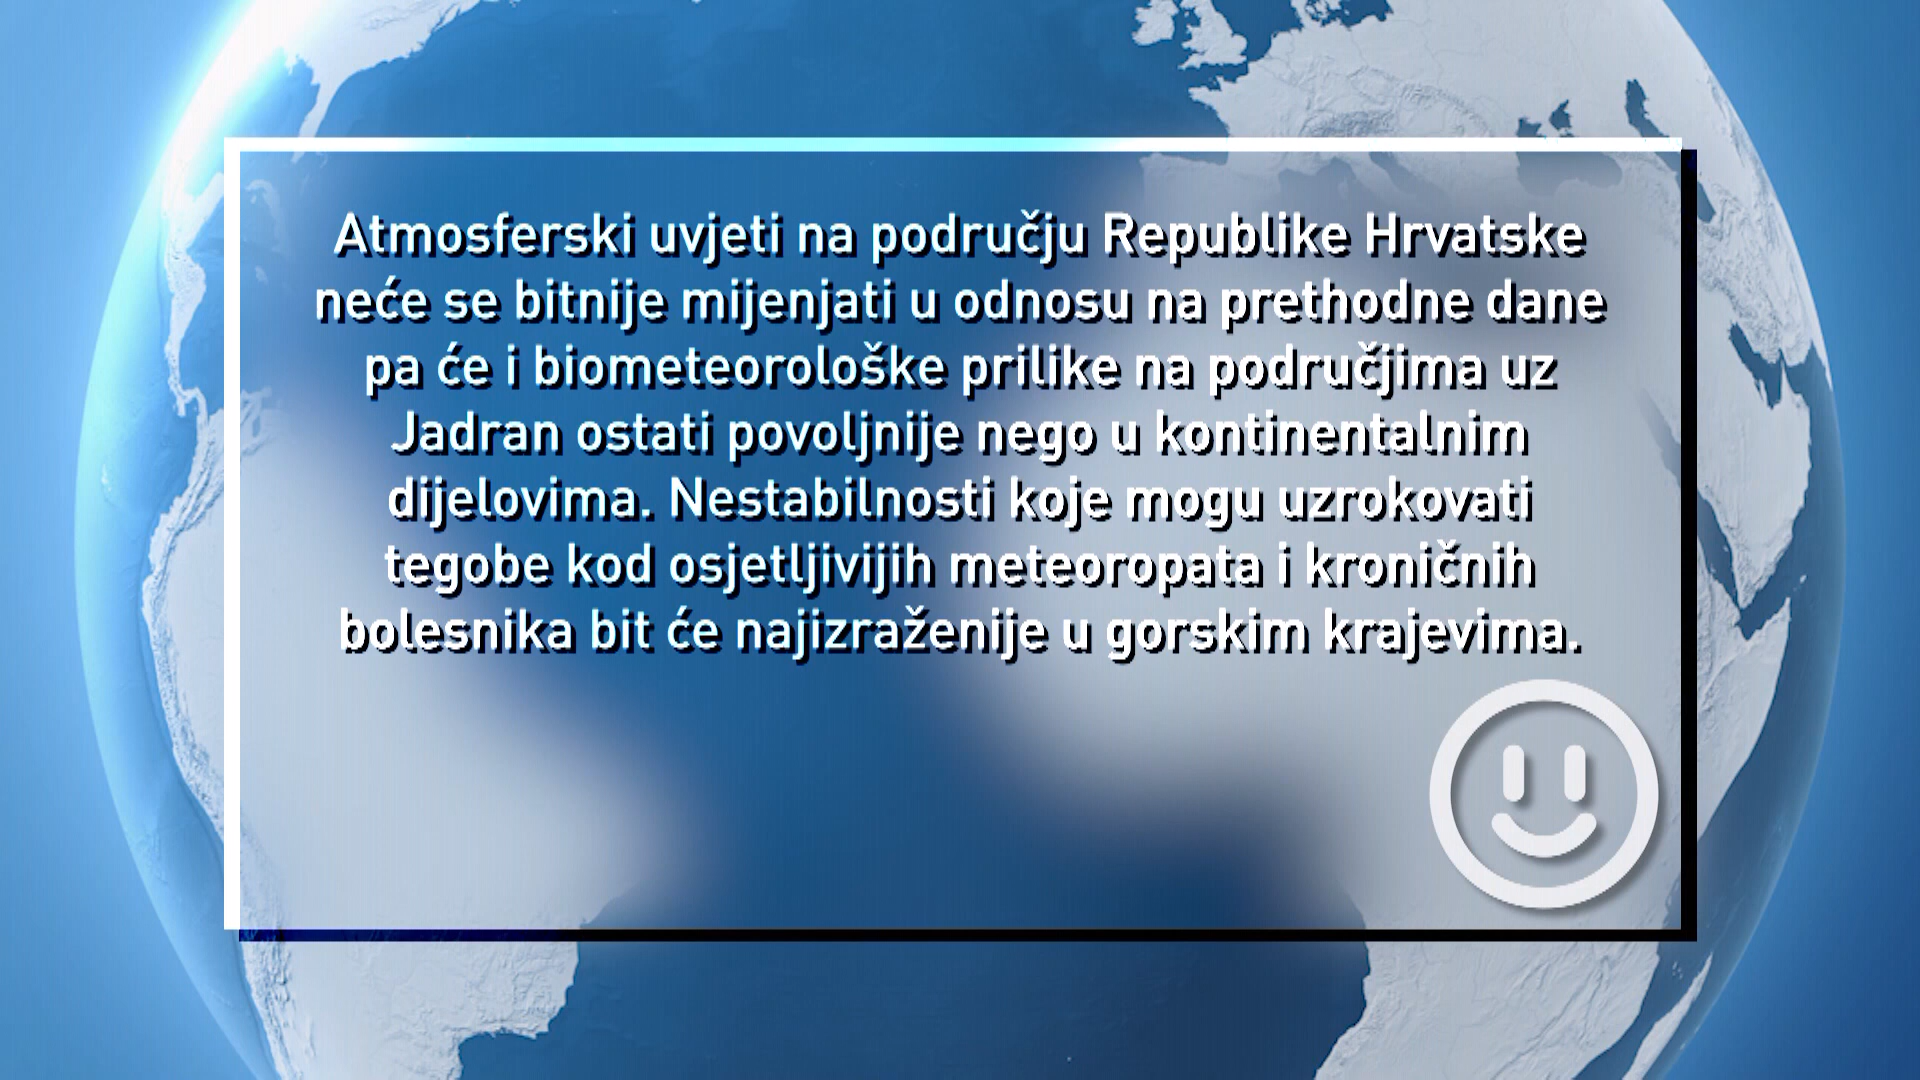 Atmosferski uvjeti na području Republike Hrvatske
neće se bitnije mijenjati u odnosu na prethodne dane
pa će i biometeorološke prilike na područjima uz
Jadran ostati povoljnije nego u kontinentalnim
dijelovima. Nestabilnosti koje mogu uzrokovati
tegobe kod osjetljivijih meteoropata i kroničnih
bolesnika bit će najizraženije u gorskim krajevima.